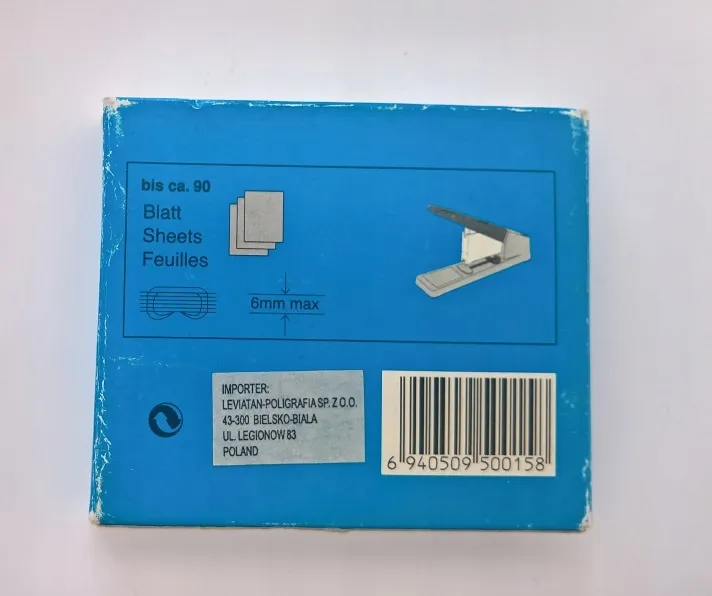 bis ca. 90
Blatt
Sheets
Feuilles
6mm max
IMPORTER:
LEVIATAN-POLIGRAFIA SP. Z O.O.
43-300 BIELSKO-BIALA
UL. LEGIONOW 83
POLAND
6 940509 500158